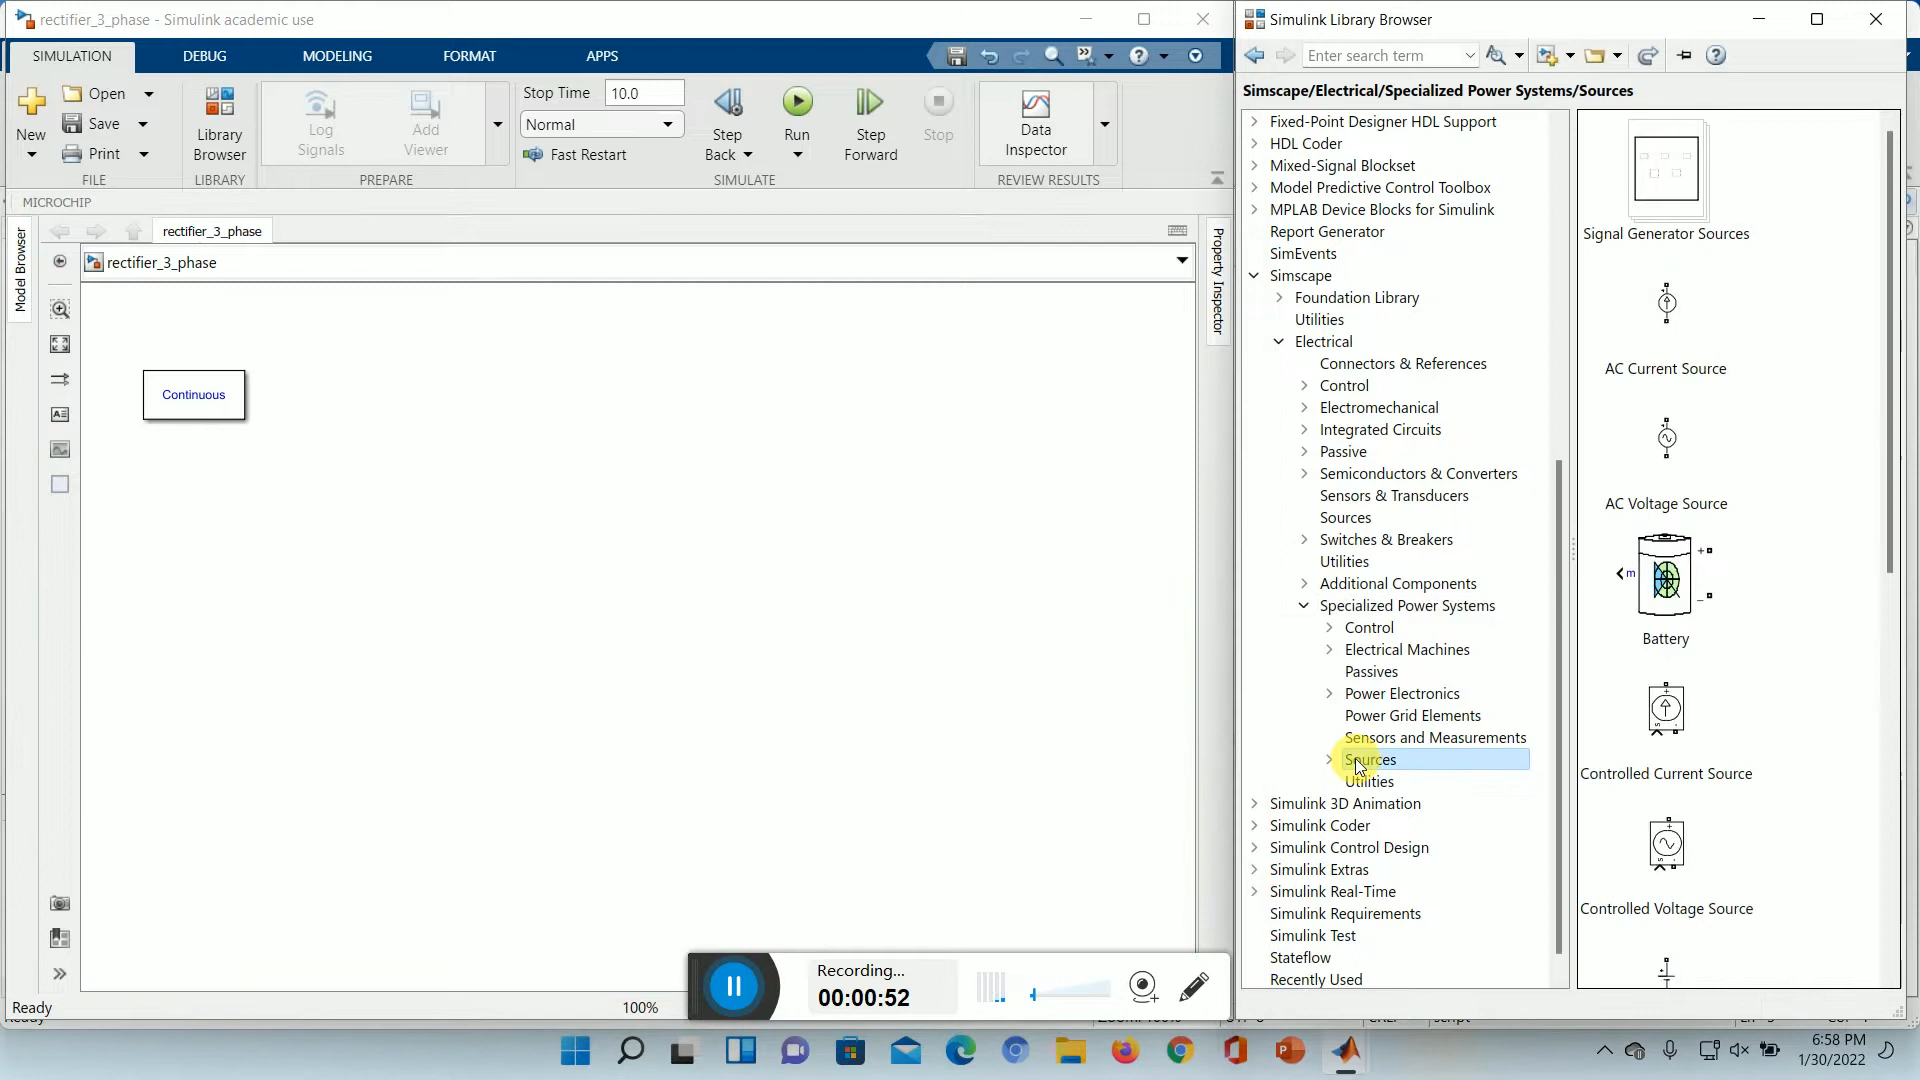 rectifier_3_phase - Simulink academic use
SIMULATION
DEBUG
MODELING
FORMAT
APPS
New
Open
Save
Print
FILE
Library Browser
LIBRARY
Log Signals
Add Viewer
PREPARE
Stop Time 10.0
Normal
Fast Restart
Step Back
Run
Step Forward
Stop
SIMULATE
Data Inspector
REVIEW RESULTS
MICROCHIP
Model Browser
rectifier_3_phase
rectifier_3_phase
Property Inspector
Continuous
Ready
100%
Recording...
00:00:52
Simulink Library Browser
Enter search term
Simscape/Electrical/Specialized Power Systems/Sources
Fixed-Point Designer HDL Support
HDL Coder
Mixed-Signal Blockset
Model Predictive Control Toolbox
MPLAB Device Blocks for Simulink
Report Generator
SimEvents
Simscape
Foundation Library
Utilities
Electrical
Connectors & References
Control
Electromechanical
Integrated Circuits
Passive
Semiconductors & Converters
Sensors & Transducers
Sources
Switches & Breakers
Utilities
Additional Components
Specialized Power Systems
Control
Electrical Machines
Passives
Power Electronics
Power Grid Elements
Sensors and Measurements
Sources
Utilities
Simulink 3D Animation
Simulink Coder
Simulink Control Design
Simulink Extras
Simulink Real-Time
Simulink Requirements
Simulink Test
Stateflow
Recently Used
Signal Generator Sources
AC Current Source
AC Voltage Source
m
Battery
Controlled Current Source
Controlled Voltage Source
6:58 PM
1/30/2022